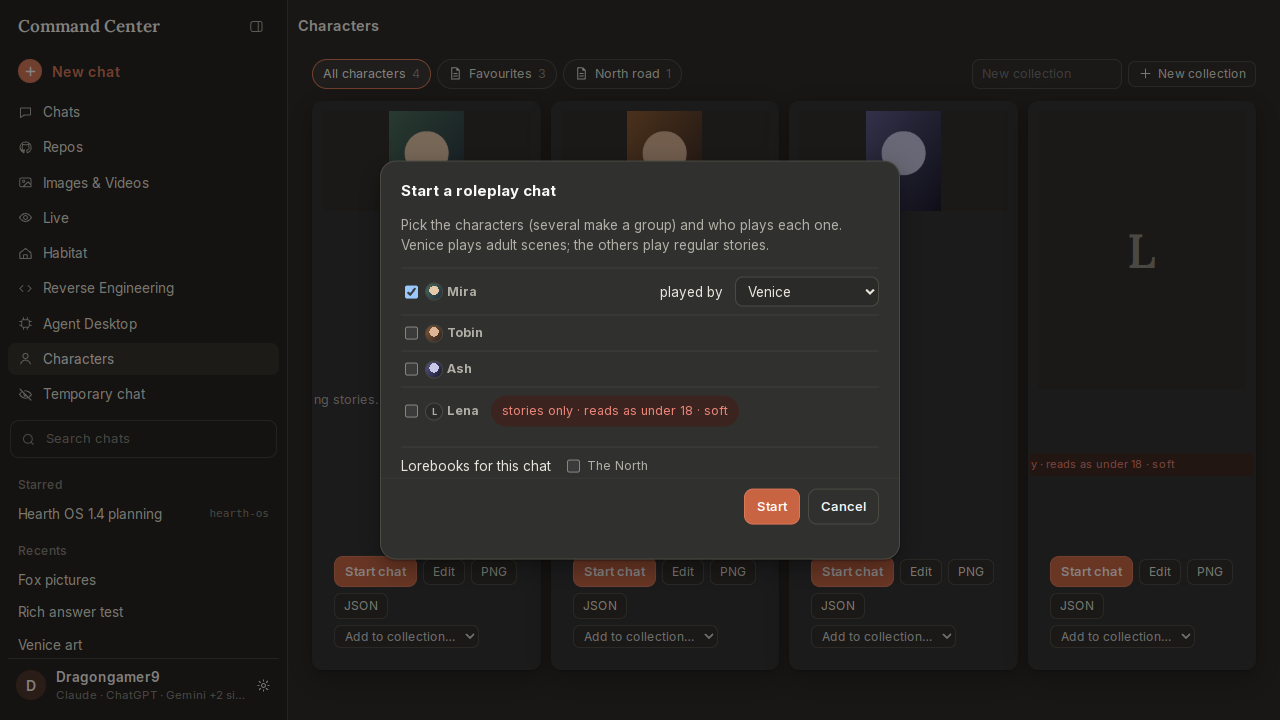 Command Center
New chat
Chats
Repos
Images & Videos
Live
Habitat
Reverse Engineering
Agent Desktop
Characters
Temporary chat
Search chats
Starred
Hearth OS 1.4 planning hearth-os
Recents
Fox pictures
Rich answer test
Venice art
D Dragongamer9
Claude · ChatGPT · Gemini +2 si...
Characters
All characters 4 Favourites 3 North road 1 New collection New collection
L
ng stories.
y · reads as under 18 · soft
Start a roleplay chat
Pick the characters (several make a group) and who plays each one.
Venice plays adult scenes; the others play regular stories.
Mira played by Venice
Tobin
Ash
L Lena stories only · reads as under 18 · soft
Lorebooks for this chat The North
Start Cancel
Start chat Edit PNG Start chat Edit PNG Start chat Edit PNG Start chat Edit PNG
JSON JSON JSON JSON
Add to collection... Add to collection... Add to collection... Add to collection...